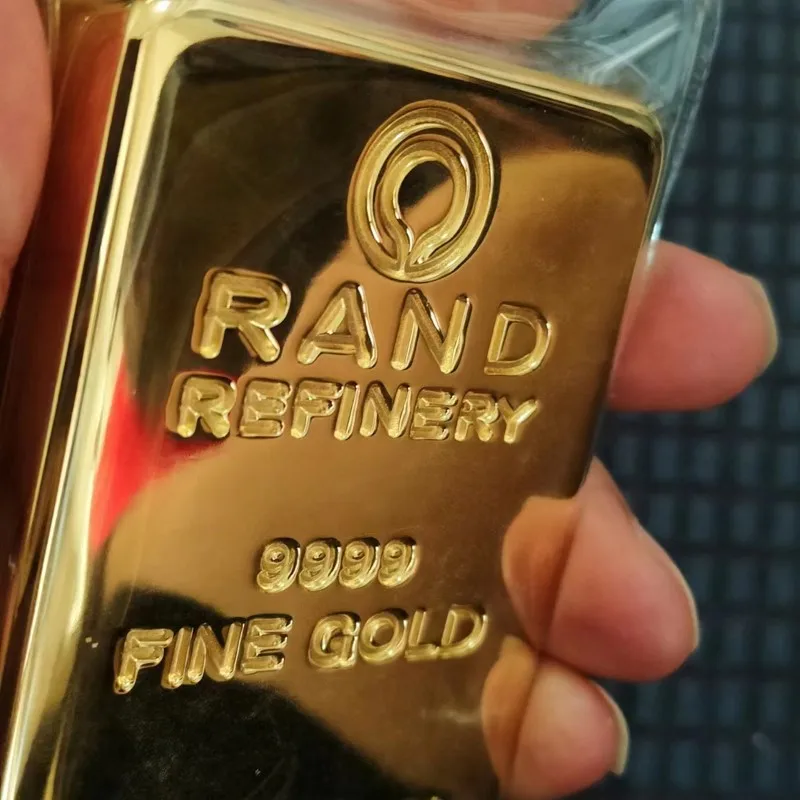 RAND
REFINERY
9999
FINE GOLD